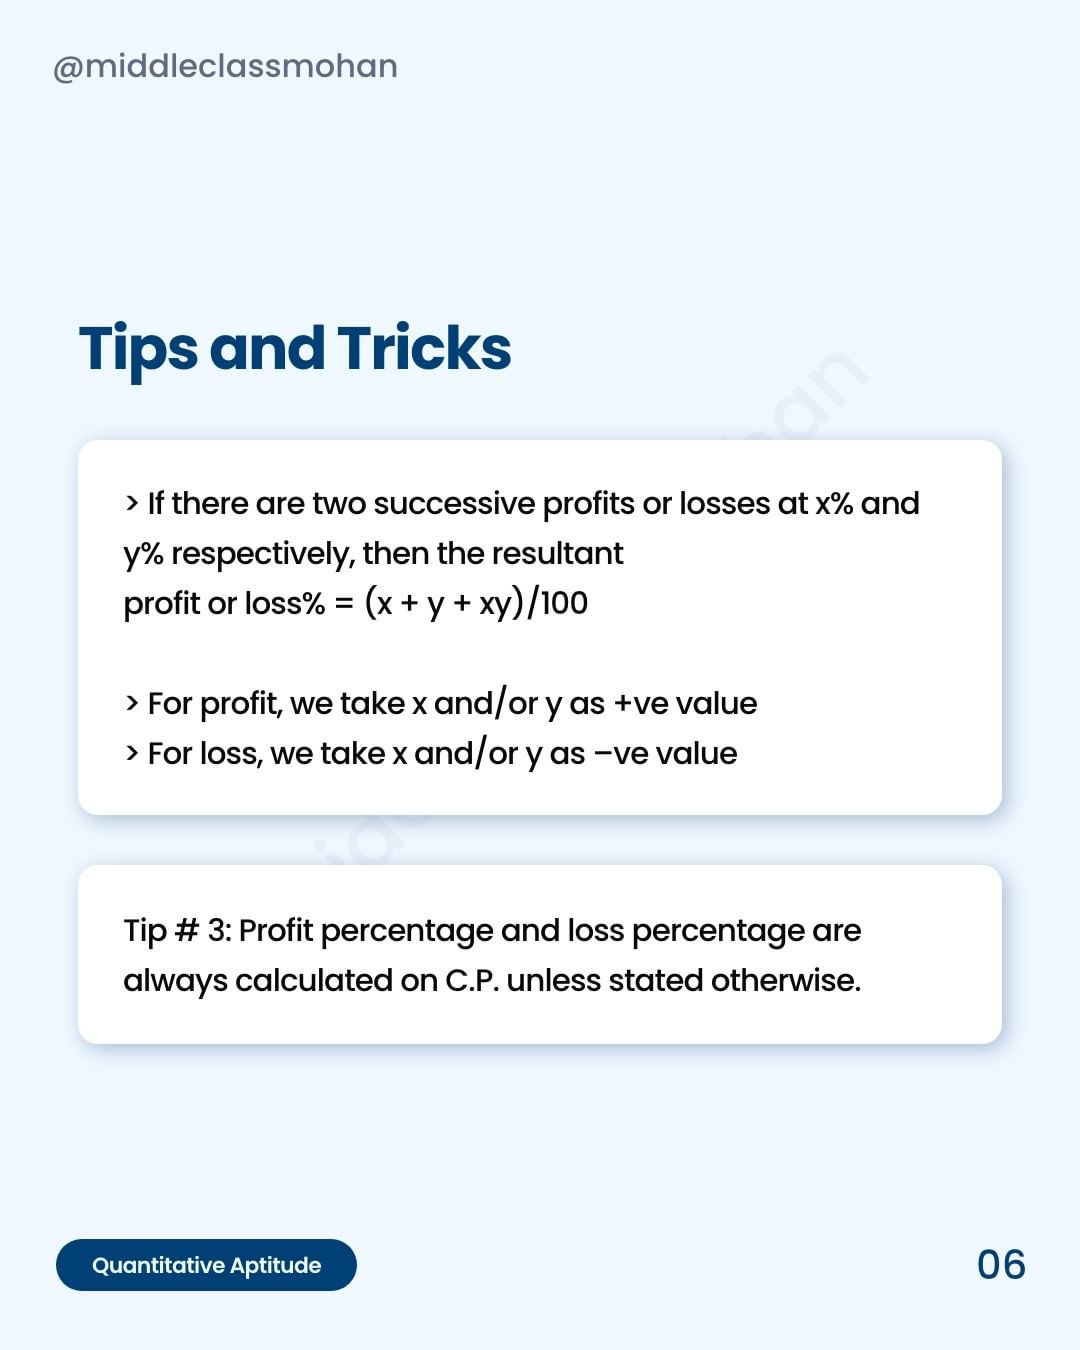 @middleclassmohan
Tips and Tricks
> If there are two successive profits or losses at x% and
y% respectively, then the resultant
profit or loss% = (x + y + xy)/100
> For profit, we take x and/or y as +ve value
> For loss, we take x and/or y as –ve value
Tip # 3: Profit percentage and loss percentage are
always calculated on C.P. unless stated otherwise.
Quantitative Aptitude
06